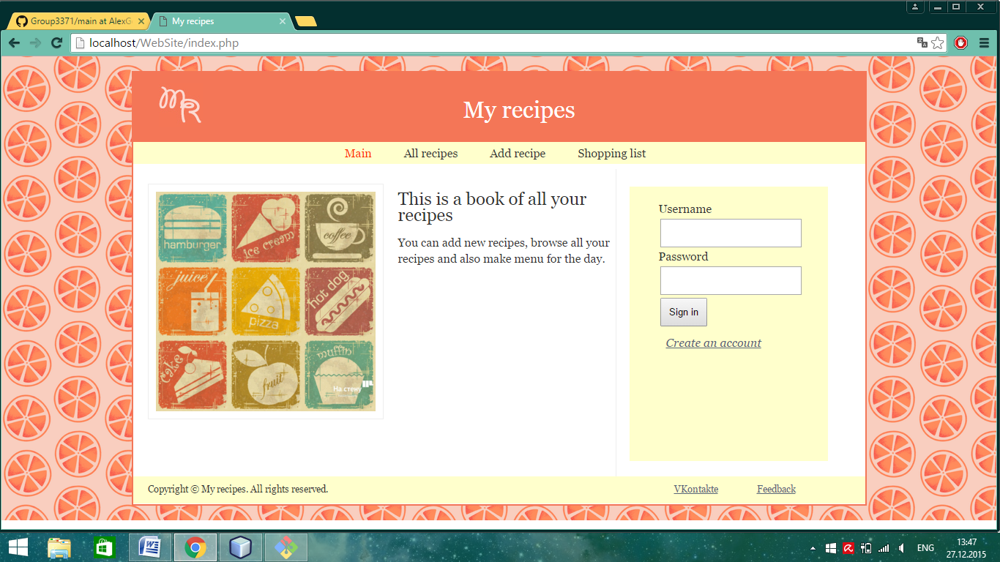 Group3371/main at AlexG
My recipes
localhost/WebSite/index.php
MR
My recipes
Main
All recipes
Add recipe
Shopping list
hamburger
ice cream
coffee
juice
pizza
hot dog
cake
fruit
muffin
На стену
This is a book of all your
recipes
You can add new recipes, browse all your
recipes and also make menu for the day.
Username
Password
Sign in
Create an account
Copyright © My recipes. All rights reserved.
VKontakte
Feedback
ENG
13:47
27.12.2015